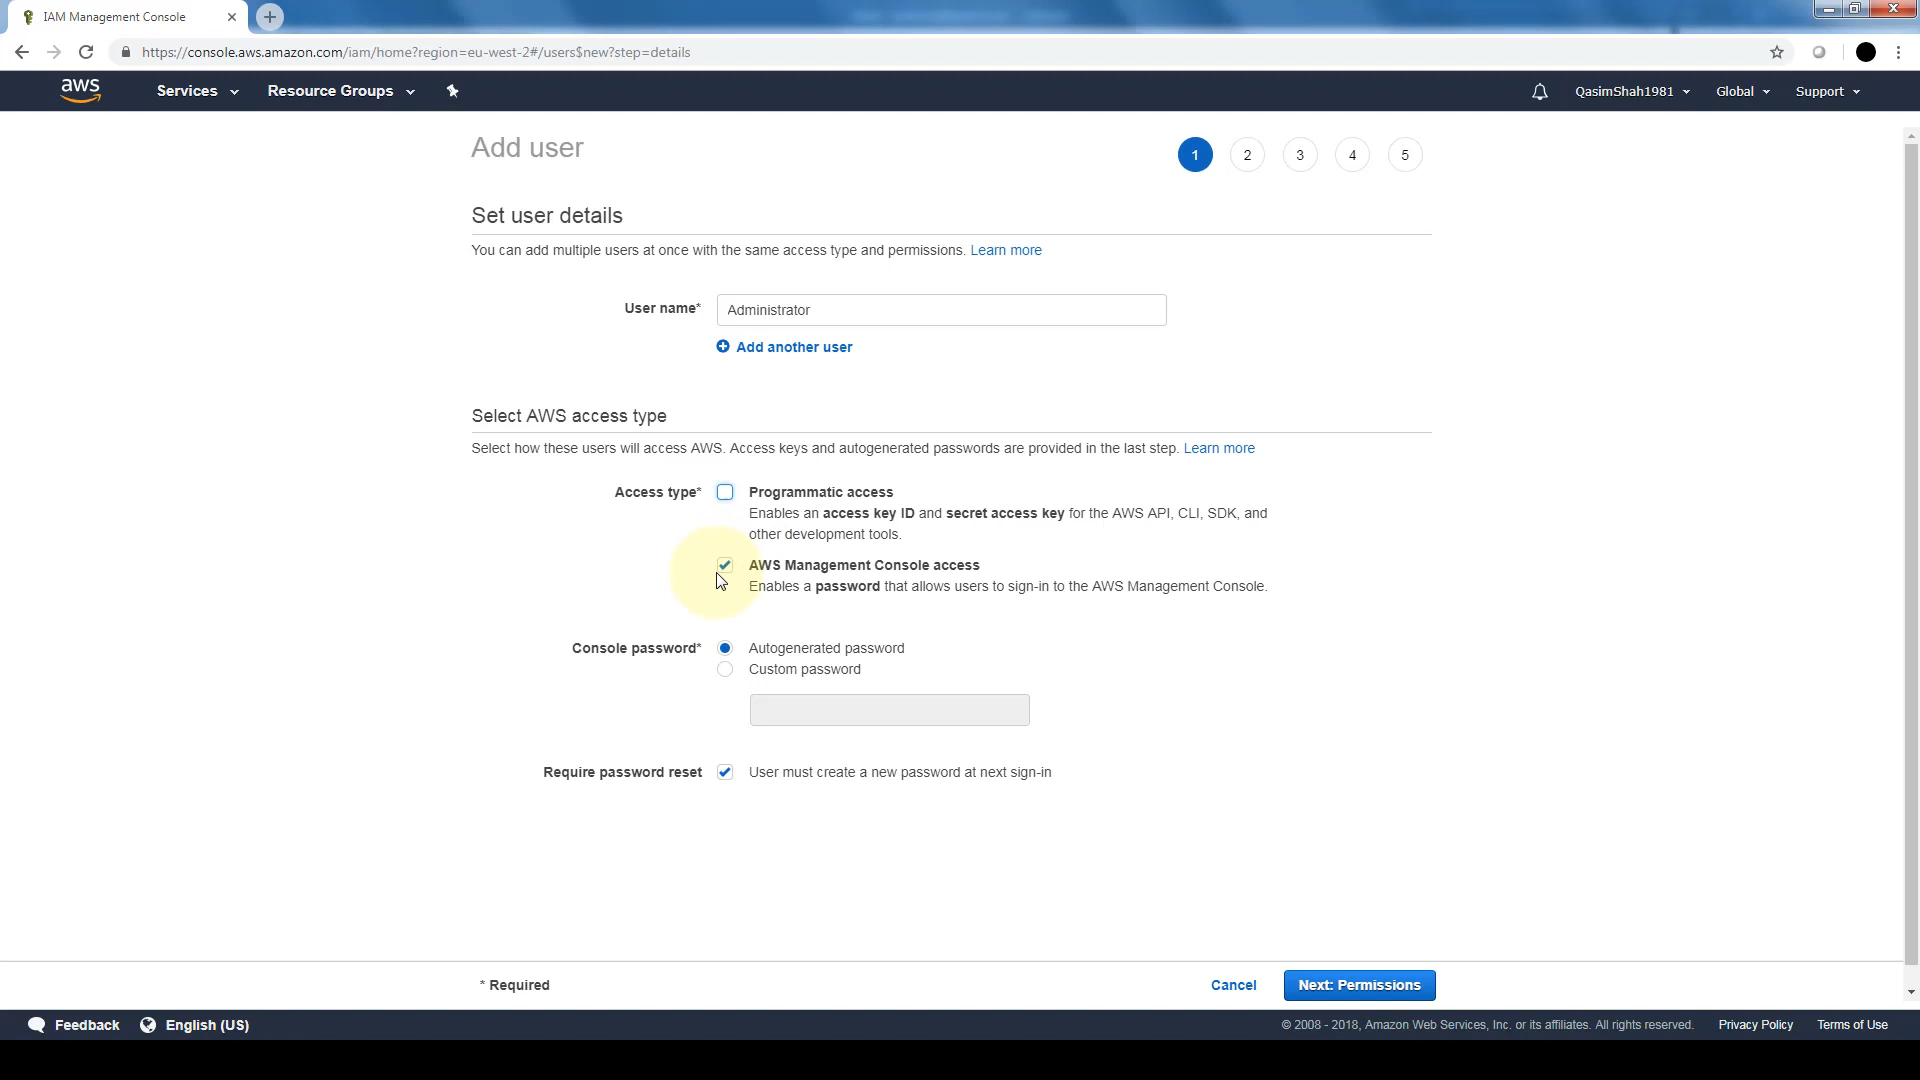 IAM Management Console
https://console.aws.amazon.com/iam/home?region=eu-west-2#/users$new?step=details
aws
Services
Resource Groups
QasimShah1981
Global
Support
Add user
1
2
3
4
5
Set user details
You can add multiple users at once with the same access type and permissions. Learn more
User name*
Administrator
Add another user
Select AWS access type
Select how these users will access AWS. Access keys and autogenerated passwords are provided in the last step. Learn more
Access type*
Programmatic access
Enables an access key ID and secret access key for the AWS API, CLI, SDK, and
other development tools.
AWS Management Console access
Enables a password that allows users to sign-in to the AWS Management Console.
Console password*
Autogenerated password
Custom password
Require password reset
User must create a new password at next sign-in
* Required
Cancel
Next: Permissions
Feedback
English (US)
© 2008 - 2018, Amazon Web Services, Inc. or its affiliates. All rights reserved.
Privacy Policy
Terms of Use